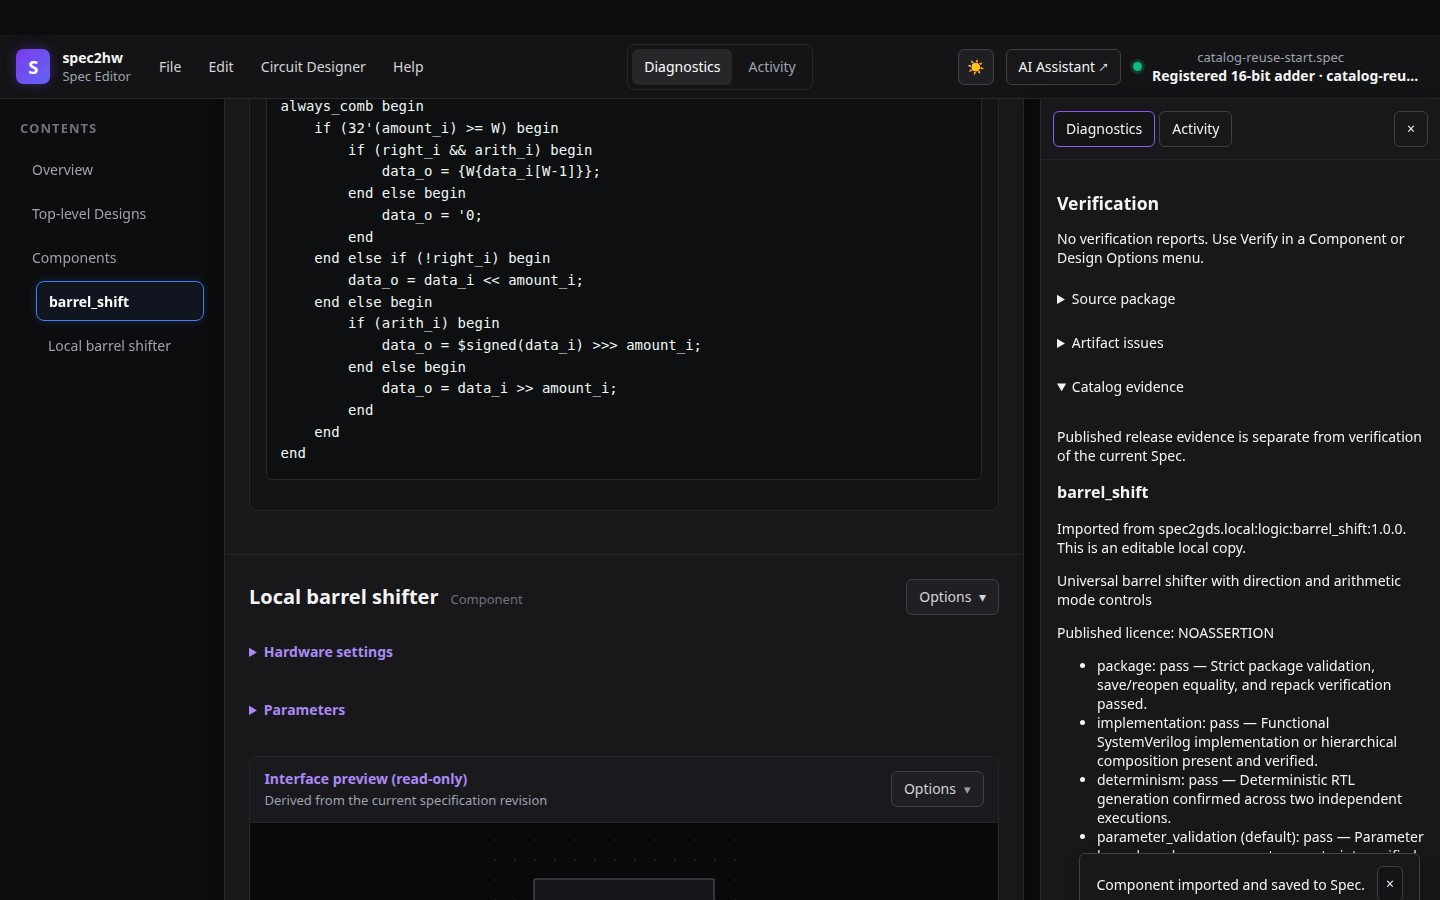 S
spec2hw
Spec Editor
File
Edit
Circuit Designer
Help
Diagnostics
Activity
☀️
AI Assistant ↗
catalog-reuse-start.spec
Registered 16-bit adder · catalog-reu...
CONTENTS
Overview
Top-level Designs
Components
barrel_shift
Local barrel shifter
always_comb begin
    if (32'(amount_i) >= W) begin
        if (right_i && arith_i) begin
            data_o = {W{data_i[W-1]}};
        end else begin
            data_o = '0;
        end
    end else if (!right_i) begin
        data_o = data_i << amount_i;
    end else begin
        if (arith_i) begin
            data_o = $signed(data_i) >>> amount_i;
        end else begin
            data_o = data_i >> amount_i;
        end
    end
end
Local barrel shifter Component
Options ▾
▶ Hardware settings
▶ Parameters
Interface preview (read-only)
Derived from the current specification revision
Options ▾
Diagnostics
Activity
×
Verification
No verification reports. Use Verify in a Component or
Design Options menu.
▶ Source package
▶ Artifact issues
▼ Catalog evidence
Published release evidence is separate from verification
of the current Spec.
barrel_shift
Imported from spec2gds.local:logic:barrel_shift:1.0.0.
This is an editable local copy.
Universal barrel shifter with direction and arithmetic
mode controls
Published licence: NOASSERTION
• package: pass — Strict package validation,
save/reopen equality, and repack verification
passed.
• implementation: pass — Functional
SystemVerilog implementation or hierarchical
composition present and verified.
• determinism: pass — Deterministic RTL
generation confirmed across two independent
executions.
• parameter_validation (default): pass — Parameter
Component imported and saved to Spec.
×